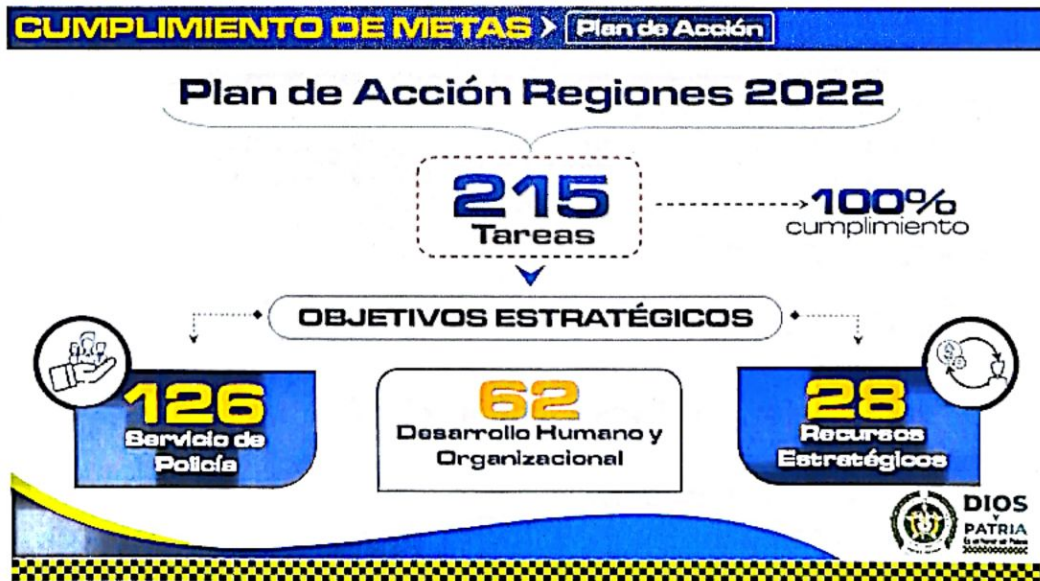 CUMPLIMIENTO DE METAS > Plan de Acción
Plan de Acción Regiones 2022
215
Tareas
100%
cumplimiento
OBJETIVOS ESTRATÉGICOS
126
Servicio de
Policía
62
Desarrollo Humano y
Organizacional
28
Recursos
Estratégicos
DIOS
Y
PATRIA